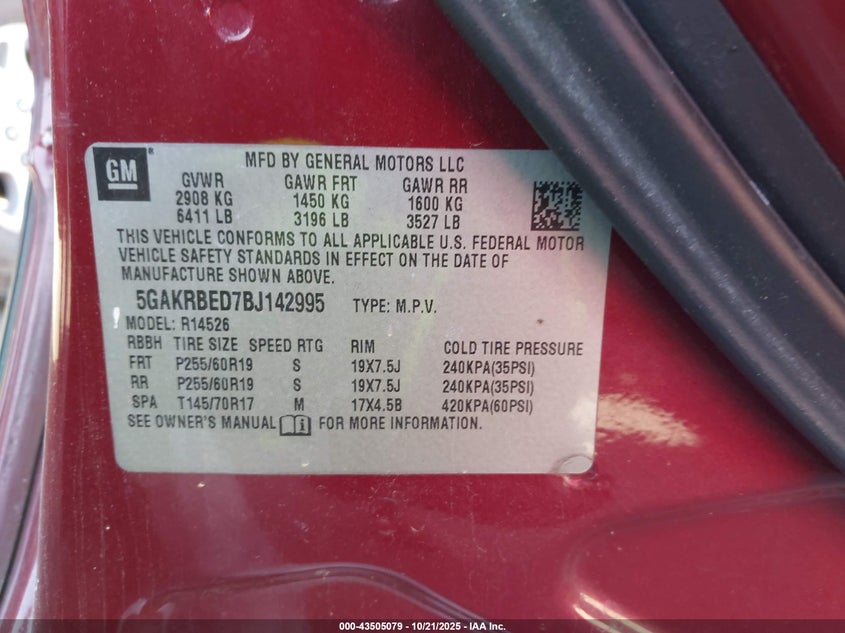 GM
MFD BY GENERAL MOTORS LLC
GVWR GAWR FRT GAWR RR
2908 KG 1450 KG 1600 KG
6411 LB 3196 LB 3527 LB
THIS VEHICLE CONFORMS TO ALL APPLICABLE U.S. FEDERAL MOTOR
VEHICLE SAFETY STANDARDS IN EFFECT ON THE DATE OF
MANUFACTURE SHOWN ABOVE.
5GAKRBED7BJ142995 TYPE: M.P.V.
MODEL: R14526
RBBH TIRE SIZE SPEED RTG RIM COLD TIRE PRESSURE
FRT P255/60R19 S 19X7.5J 240KPA(35PSI)
RR P255/60R19 S 19X7.5J 240KPA(35PSI)
SPA T145/70R17 M 17X4.5B 420KPA(60PSI)
SEE OWNER'S MANUAL i FOR MORE INFORMATION.
000-43505079 - 10/21/2025 - IAA Inc.